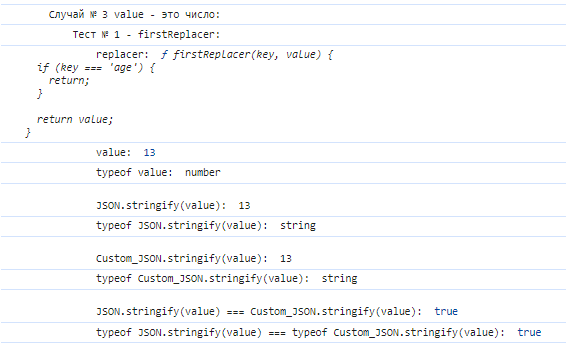 Случай № 3 value - это число:
Тест № 1 - firstReplacer:
replacer: ƒ firstReplacer(key, value) {
if (key === 'age') {
return;
}
return value;
}
value: 13
typeof value: number
JSON.stringify(value): 13
typeof JSON.stringify(value): string
Custom_JSON.stringify(value): 13
typeof Custom_JSON.stringify(value): string
JSON.stringify(value) === Custom_JSON.stringify(value): true
typeof JSON.stringify(value) === typeof Custom_JSON.stringify(value): true